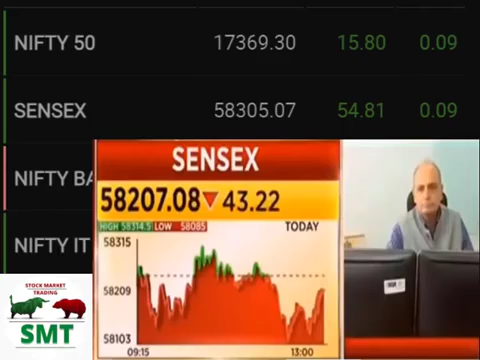 NIFTY 50 17369.30 15.80 0.09
SENSEX 58305.07 54.81 0.09
NIFTY BA
NIFTY IT
SENSEX
58207.08 ▼ 43.22
HIGH 58314.5 LOW 58085
TODAY
58315
58209
58103
09:15 13:00
STOCK MARKET
TRADING
SMT